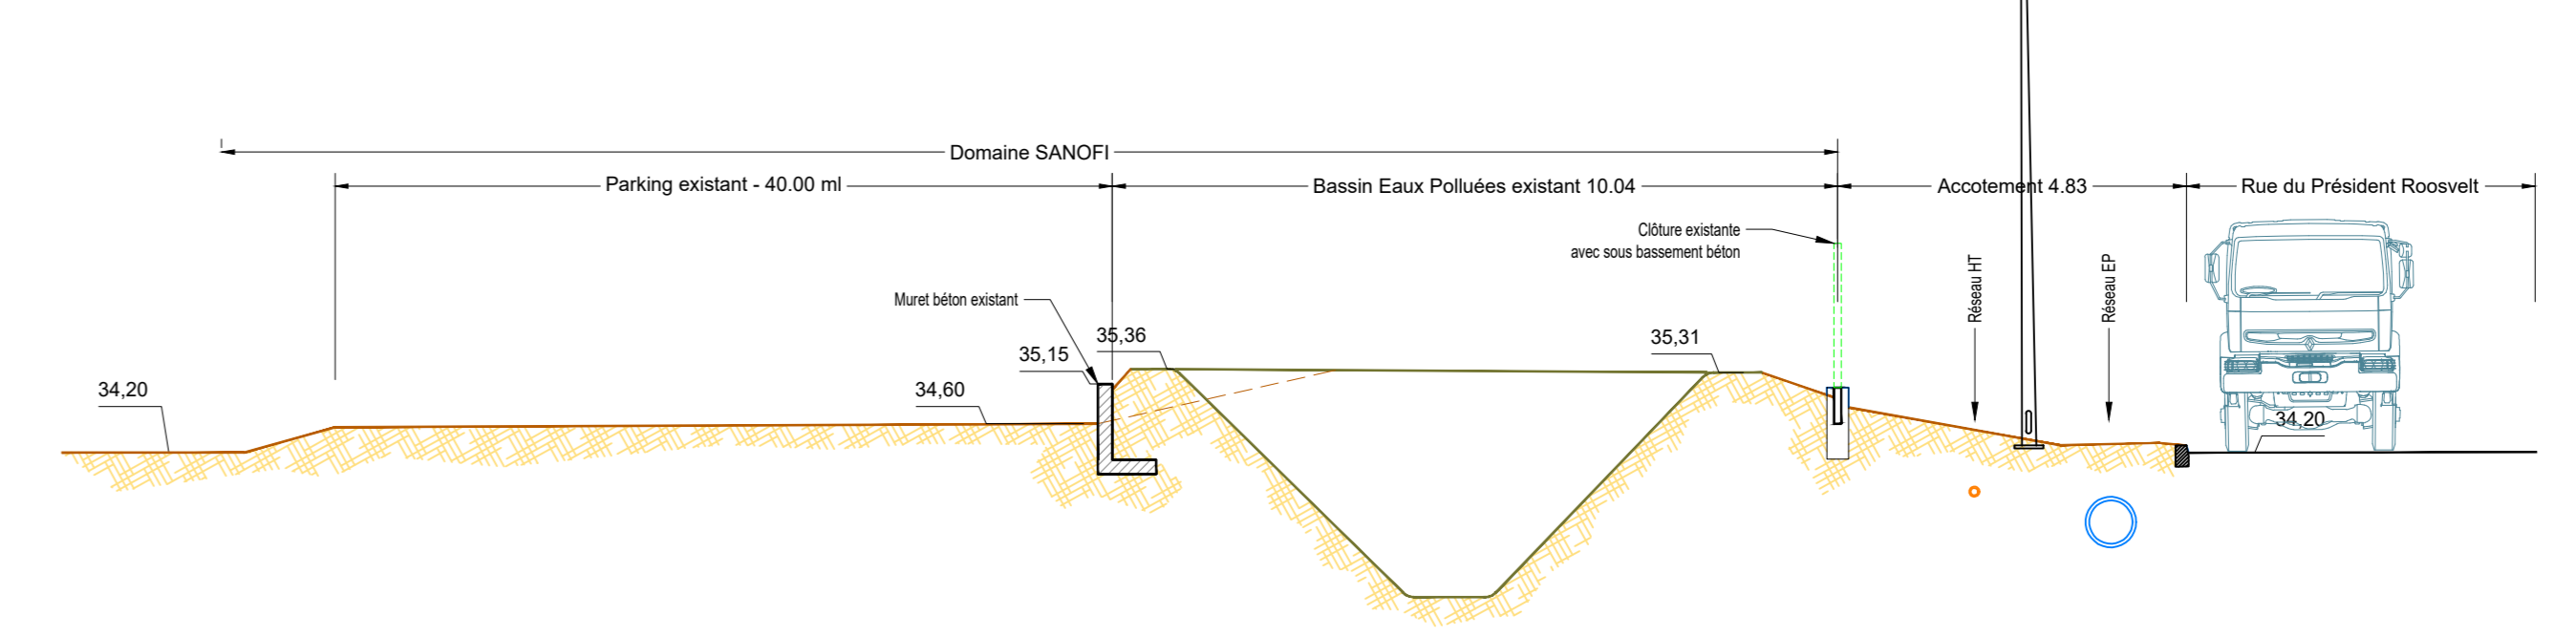 Domaine SANOFI
Parking existant - 40.00 ml
Bassin Eaux Polluées existant 10.04
Accotement 4.83
Rue du Président Roosvelt
Clôture existante
avec sous bassement béton
Réseau HT
Réseau EP
Muret béton existant
35,36
35,31
35,15
34,20
34,60
34,20